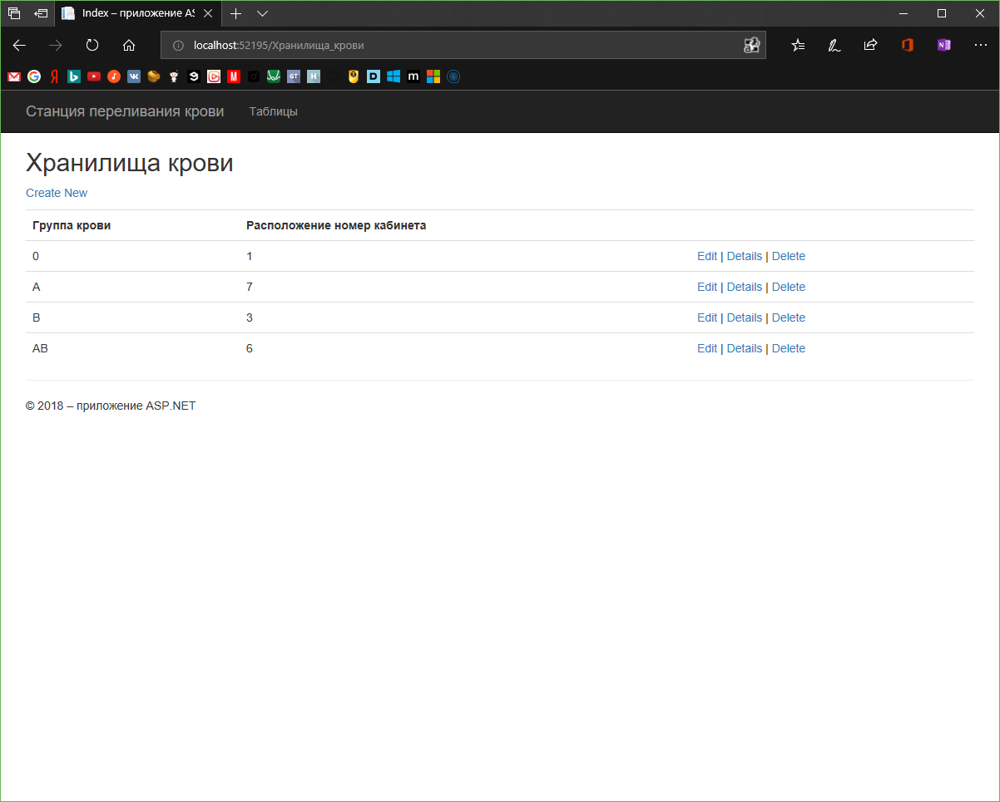 Index – приложение AS
localhost:52195/Хранилища_крови
Станция переливания крови Таблицы
Хранилища крови
Create New
Группа крови Расположение номер кабинета
0 1 Edit | Details | Delete
A 7 Edit | Details | Delete
B 3 Edit | Details | Delete
AB 6 Edit | Details | Delete
© 2018 – приложение ASP.NET